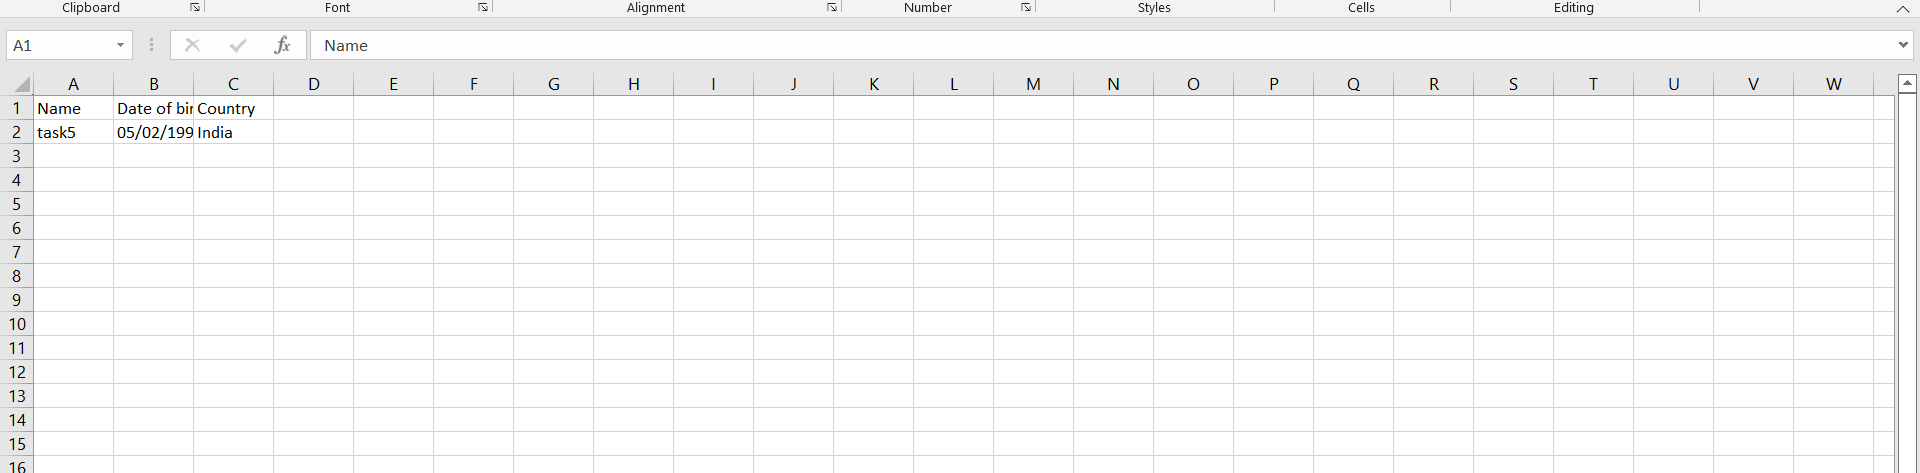 Clipboard Font Alignment Number Styles Cells Editing
A1 fx Name
A B C D E F G H I J K L M N O P Q R S T U V W
1 Name Date of bir Country
2 task5 05/02/199 India
3
4
5
6
7
8
9
10
11
12
13
14
15
16